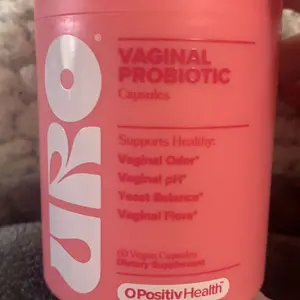 URO®
VAGINAL
PROBIOTIC
Capsules
Supports Healthy:
Vaginal Odor*
Vaginal pH*
Yeast Balance*
Vaginal Flora*
60 Vegan Capsules
Dietary Supplement*
OPositivHealth™